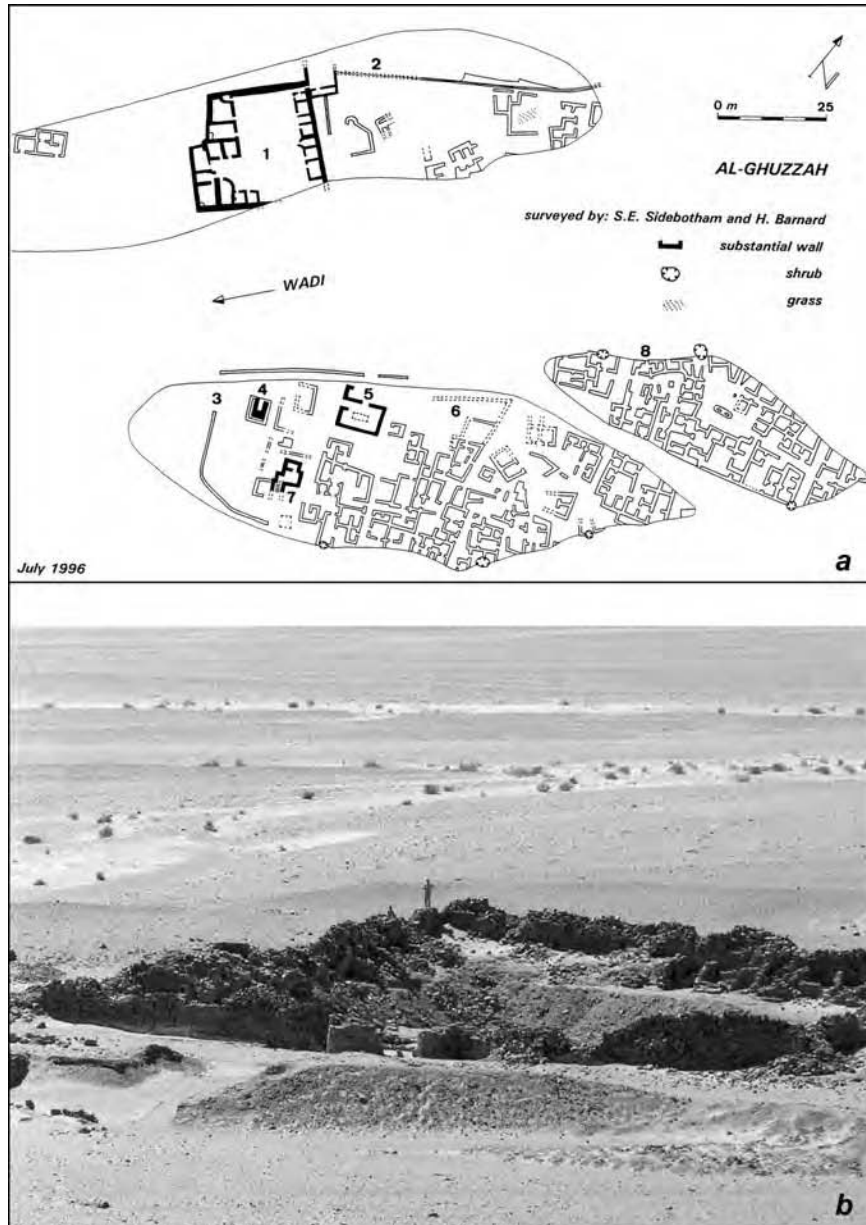 2
0 m 25
1
AL-GHUZZAH
surveyed by: S.E. Sidebotham and H. Barnard
substantial wall
shrub
grass
WADI
8
3
4
5
6
7
July 1996
a
b